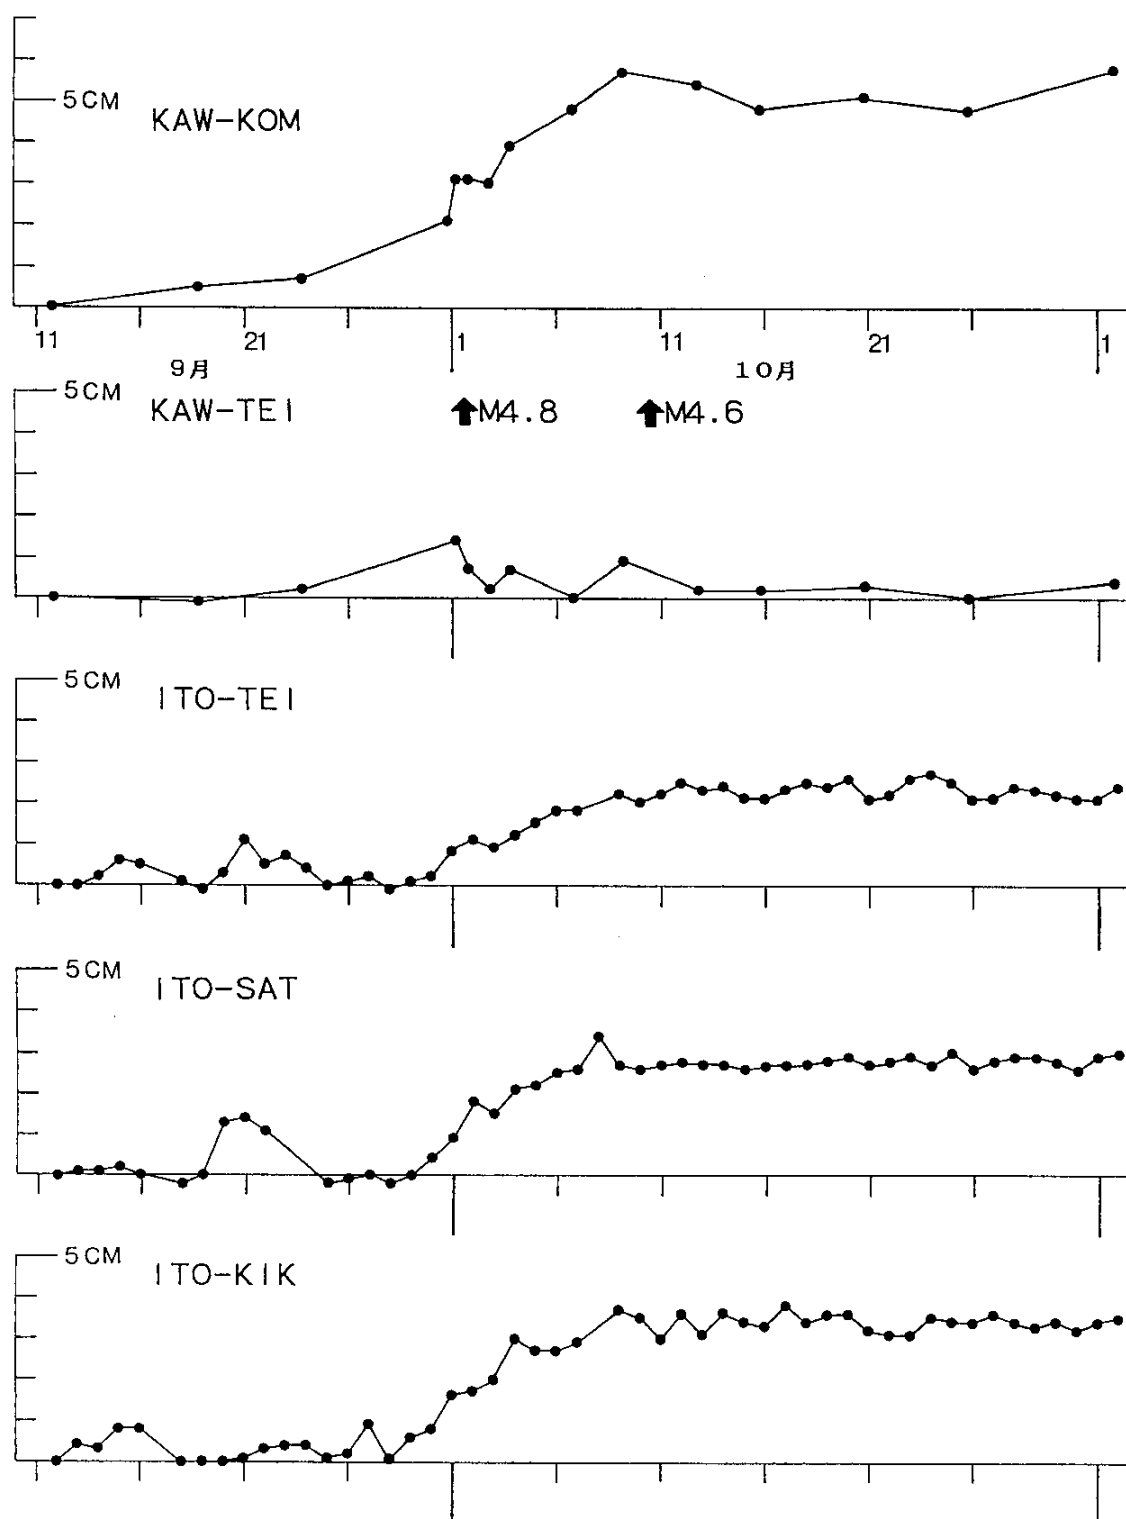 5CM
KAW-KOM
11 21 1 11 21 1
9月 10月
5CM
KAW-TEI
M4.8 M4.6
5CM
ITO-TEI
5CM
ITO-SAT
5CM
ITO-KIK